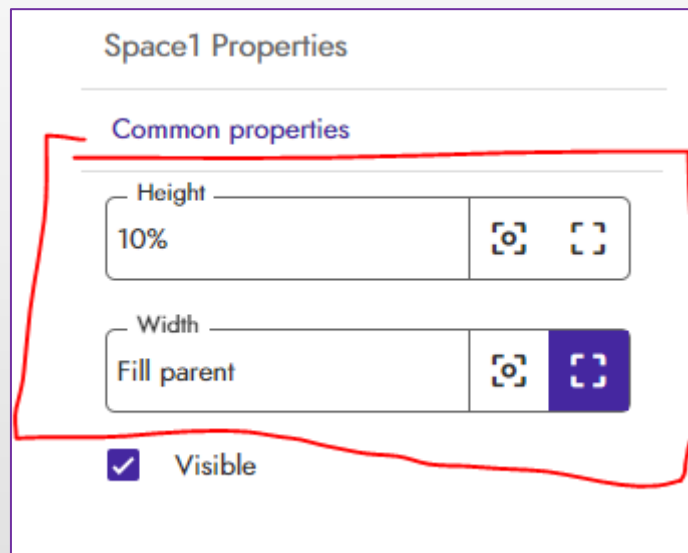 Space1 Properties
Common properties
Height
10%
Width
Fill parent
Visible